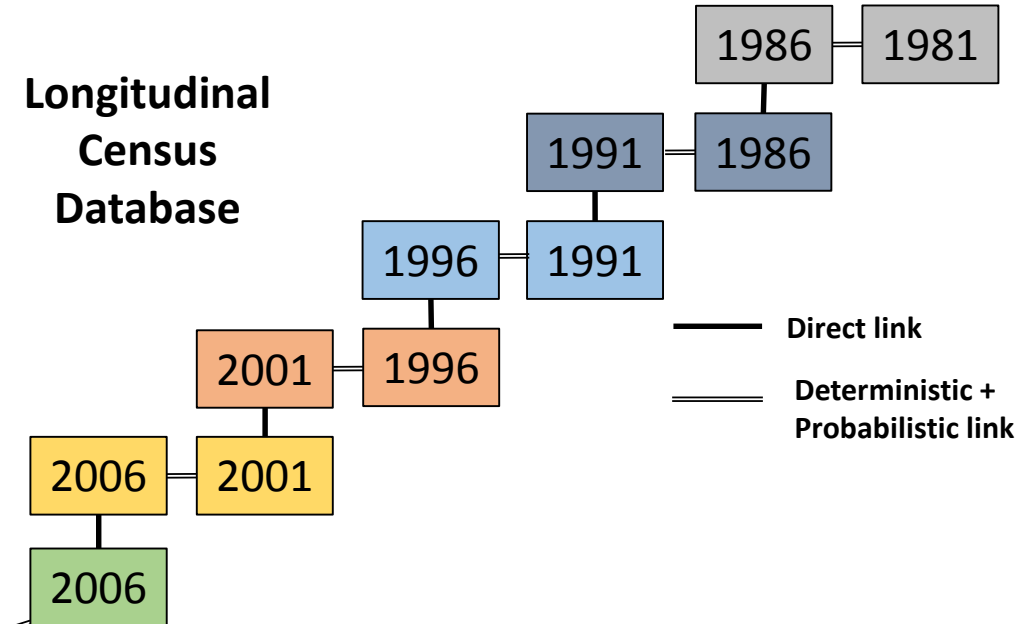 1986 1981
Longitudinal
Census
Database
1991 1986
1996 1991
Direct link
2001 1996
Deterministic +
Probabilistic link
2006 2001
2006